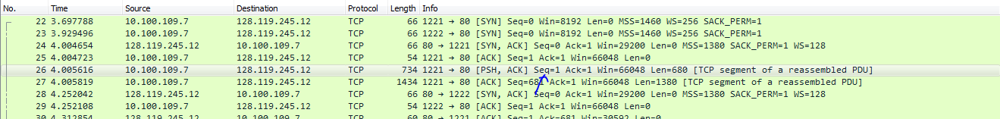 No. Time Source Destination Protocol Length Info
22 3.697788 10.100.109.7 128.119.245.12 TCP 66 1221 → 80 [SYN] Seq=0 Win=8192 Len=0 MSS=1460 WS=256 SACK_PERM=1
23 3.929496 10.100.109.7 128.119.245.12 TCP 66 1222 → 80 [SYN] Seq=0 Win=8192 Len=0 MSS=1460 WS=256 SACK_PERM=1
24 4.004654 128.119.245.12 10.100.109.7 TCP 66 80 → 1221 [SYN, ACK] Seq=0 Ack=1 Win=29200 Len=0 MSS=1380 SACK_PERM=1 WS=128
25 4.004723 10.100.109.7 128.119.245.12 TCP 54 1221 → 80 [ACK] Seq=1 Ack=1 Win=66048 Len=0
26 4.005616 10.100.109.7 128.119.245.12 TCP 734 1221 → 80 [PSH, ACK] Seq=1 Ack=1 Win=66048 Len=680 [TCP segment of a reassembled PDU]
27 4.005819 10.100.109.7 128.119.245.12 TCP 1434 1221 → 80 [ACK] Seq=681 Ack=1 Win=66048 Len=1380 [TCP segment of a reassembled PDU]
28 4.252042 128.119.245.12 10.100.109.7 TCP 66 80 → 1222 [SYN, ACK] Seq=0 Ack=1 Win=29200 Len=0 MSS=1380 SACK_PERM=1 WS=128
29 4.252108 10.100.109.7 128.119.245.12 TCP 54 1222 → 80 [ACK] Seq=1 Ack=1 Win=66048 Len=0
30 4.312854 128.119.245.12 10.100.109.7 TCP 60 80 → 1221 [ACK] Seq=1 Ack=681 Win=30592 Len=0